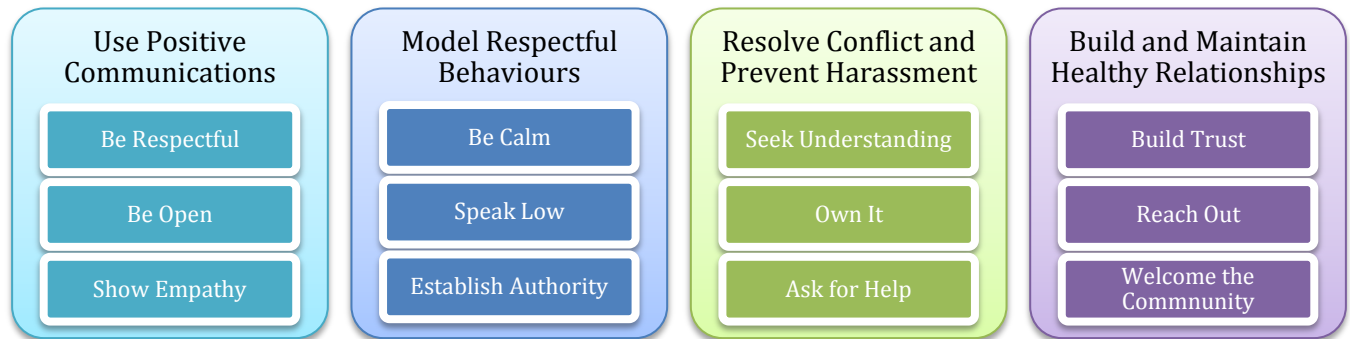 Use Positive
Communications
Be Respectful
Be Open
Show Empathy
Model Respectful
Behaviours
Be Calm
Speak Low
Establish Authority
Resolve Conflict and
Prevent Harassment
Seek Understanding
Own It
Ask for Help
Build and Maintain
Healthy Relationships
Build Trust
Reach Out
Welcome the
Commnunity